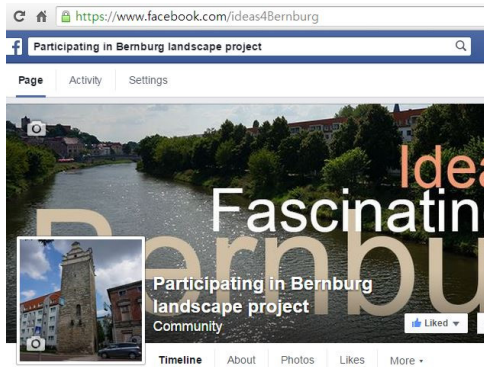 https://www.facebook.com/ideas4Bernburg
f Participating in Bernburg landscape project
Page Activity Settings
Idea
Fascinatin
Bernbu
Participating in Bernburg
landscape project
Community
Liked
Timeline About Photos Likes More